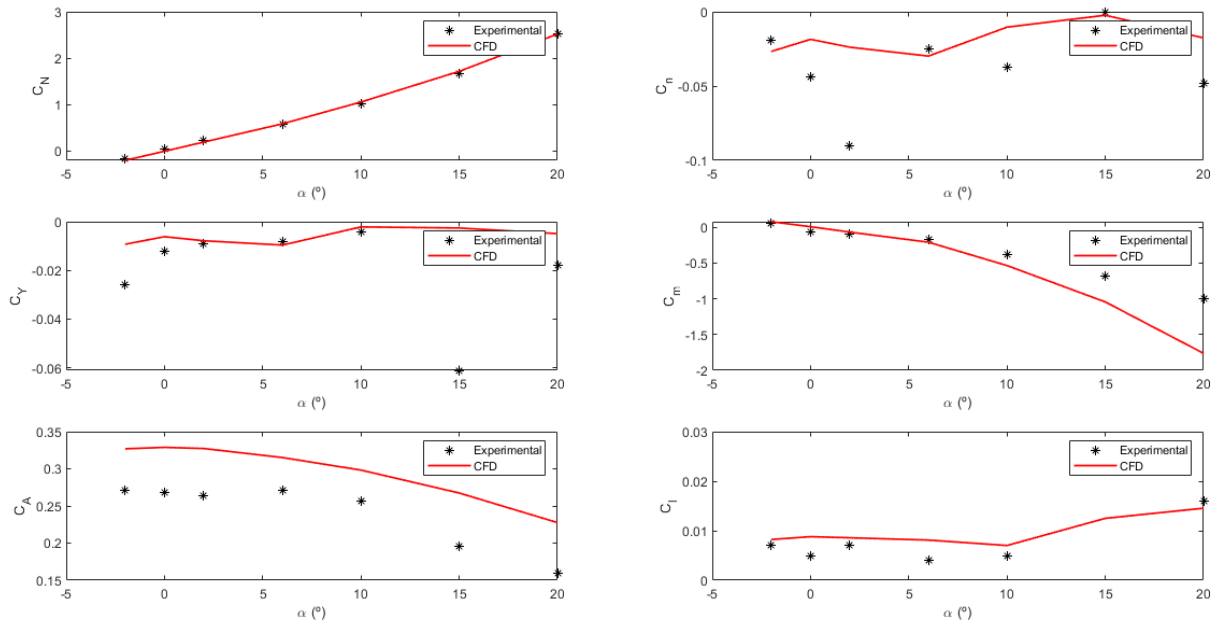 3
2
1
0
C_N
-5
0
5
10
15
20
α (º)
Experimental
CFD
0
-0.05
-0.1
C_n
-5
0
5
10
15
20
α (º)
Experimental
CFD
0
-0.02
-0.04
-0.06
C_Y
-5
0
5
10
15
20
α (º)
Experimental
CFD
0
-0.5
-1
-1.5
-2
C_m
-5
0
5
10
15
20
α (º)
Experimental
CFD
0.35
0.3
0.25
0.2
0.15
C_A
-5
0
5
10
15
20
α (º)
Experimental
CFD
0.03
0.02
0.01
0
C_l
-5
0
5
10
15
20
α (º)
Experimental
CFD